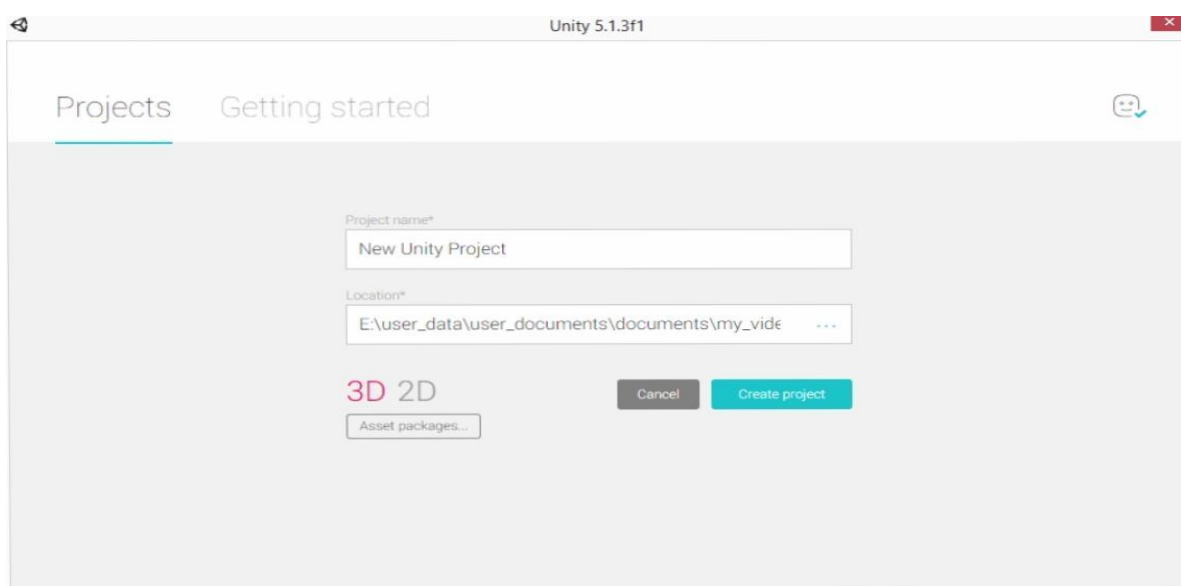 Unity 5.1.3f1
Projects Getting started
Project name*
New Unity Project
Location*
E:\user_data\user_documents\documents\my_vide ...
3D 2D
Cancel Create project
Asset packages...